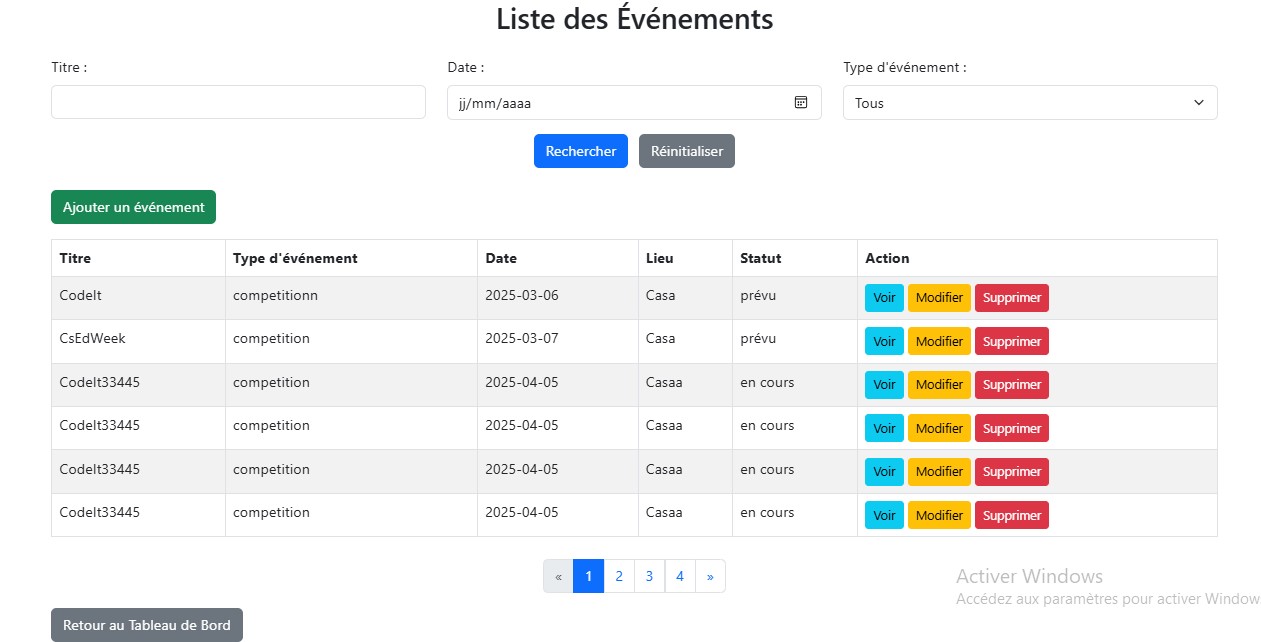 Liste des Événements
Titre : Date : Type d'événement :
jj/mm/aaaa Tous
Rechercher Réinitialiser
Ajouter un événement
Titre Type d'événement Date Lieu Statut Action
CodeIt competitionn 2025-03-06 Casa prévu Voir Modifier Supprimer
CsEdWeek competition 2025-03-07 Casa prévu Voir Modifier Supprimer
CodeIt33445 competition 2025-04-05 Casaa en cours Voir Modifier Supprimer
CodeIt33445 competition 2025-04-05 Casaa en cours Voir Modifier Supprimer
CodeIt33445 competition 2025-04-05 Casaa en cours Voir Modifier Supprimer
CodeIt33445 competition 2025-04-05 Casaa en cours Voir Modifier Supprimer
« 1 2 3 4 »
Activer Windows
Accédez aux paramètres pour activer Window
Retour au Tableau de Bord